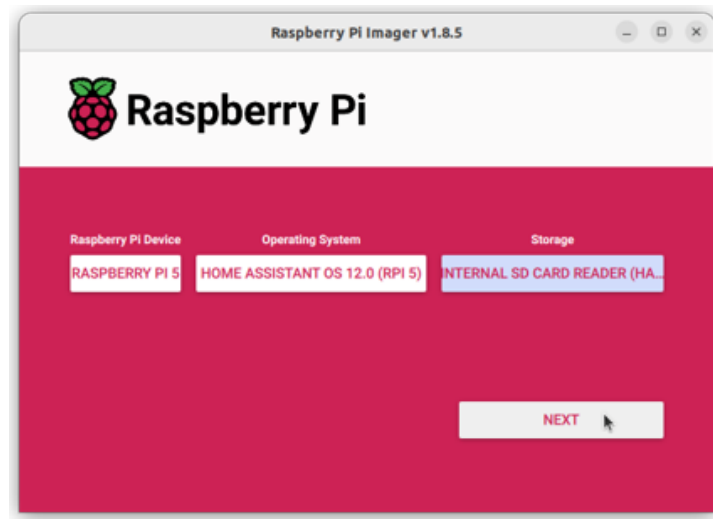 Raspberry Pi Imager v1.8.5
Raspberry Pi
Raspberry Pi Device Operating System Storage
RASPBERRY PI 5 HOME ASSISTANT OS 12.0 (RPI 5) INTERNAL SD CARD READER (HA...
NEXT